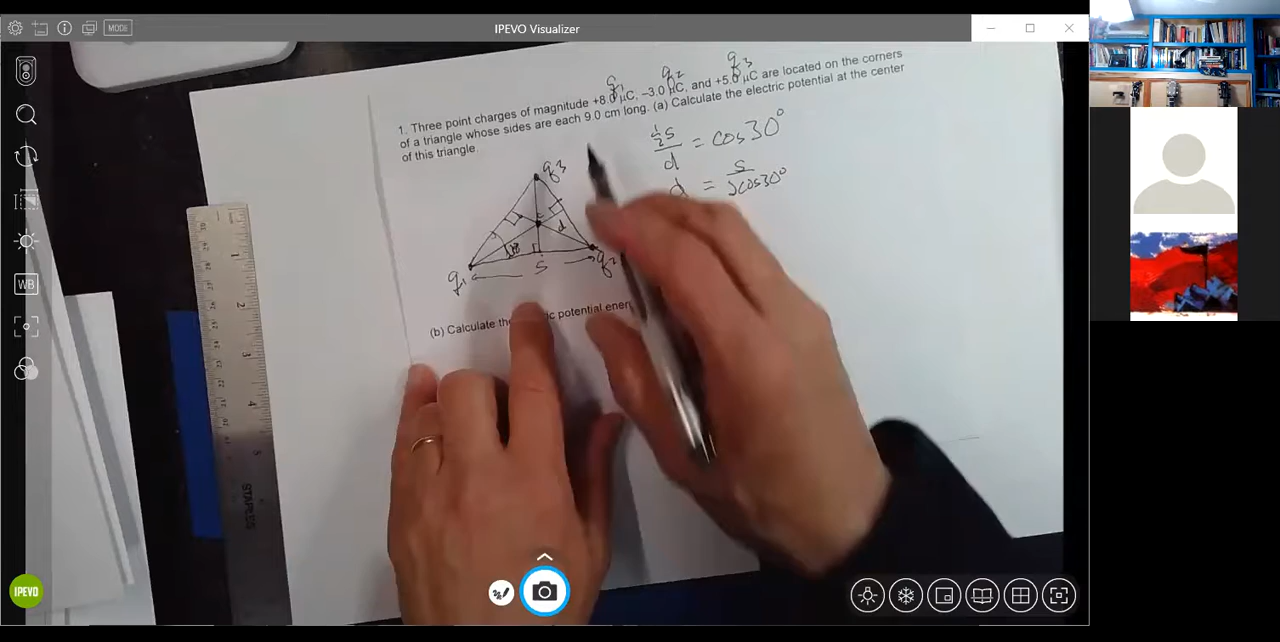 IPEVO Visualizer
MODE
q1 q2 q3
1. Three point charges of magnitude +8.0 μC, −3.0 μC, and +5.0 μC are located on the corners
of a triangle whose sides are each 9.0 cm long. (a) Calculate the electric potential at the center
of this triangle.
½s/d = cos30°
d = s/2cos30°
q3
d
q1
s
q2
(b) Calculate the
ic potential ener
WB
IPEVO
STAPLES